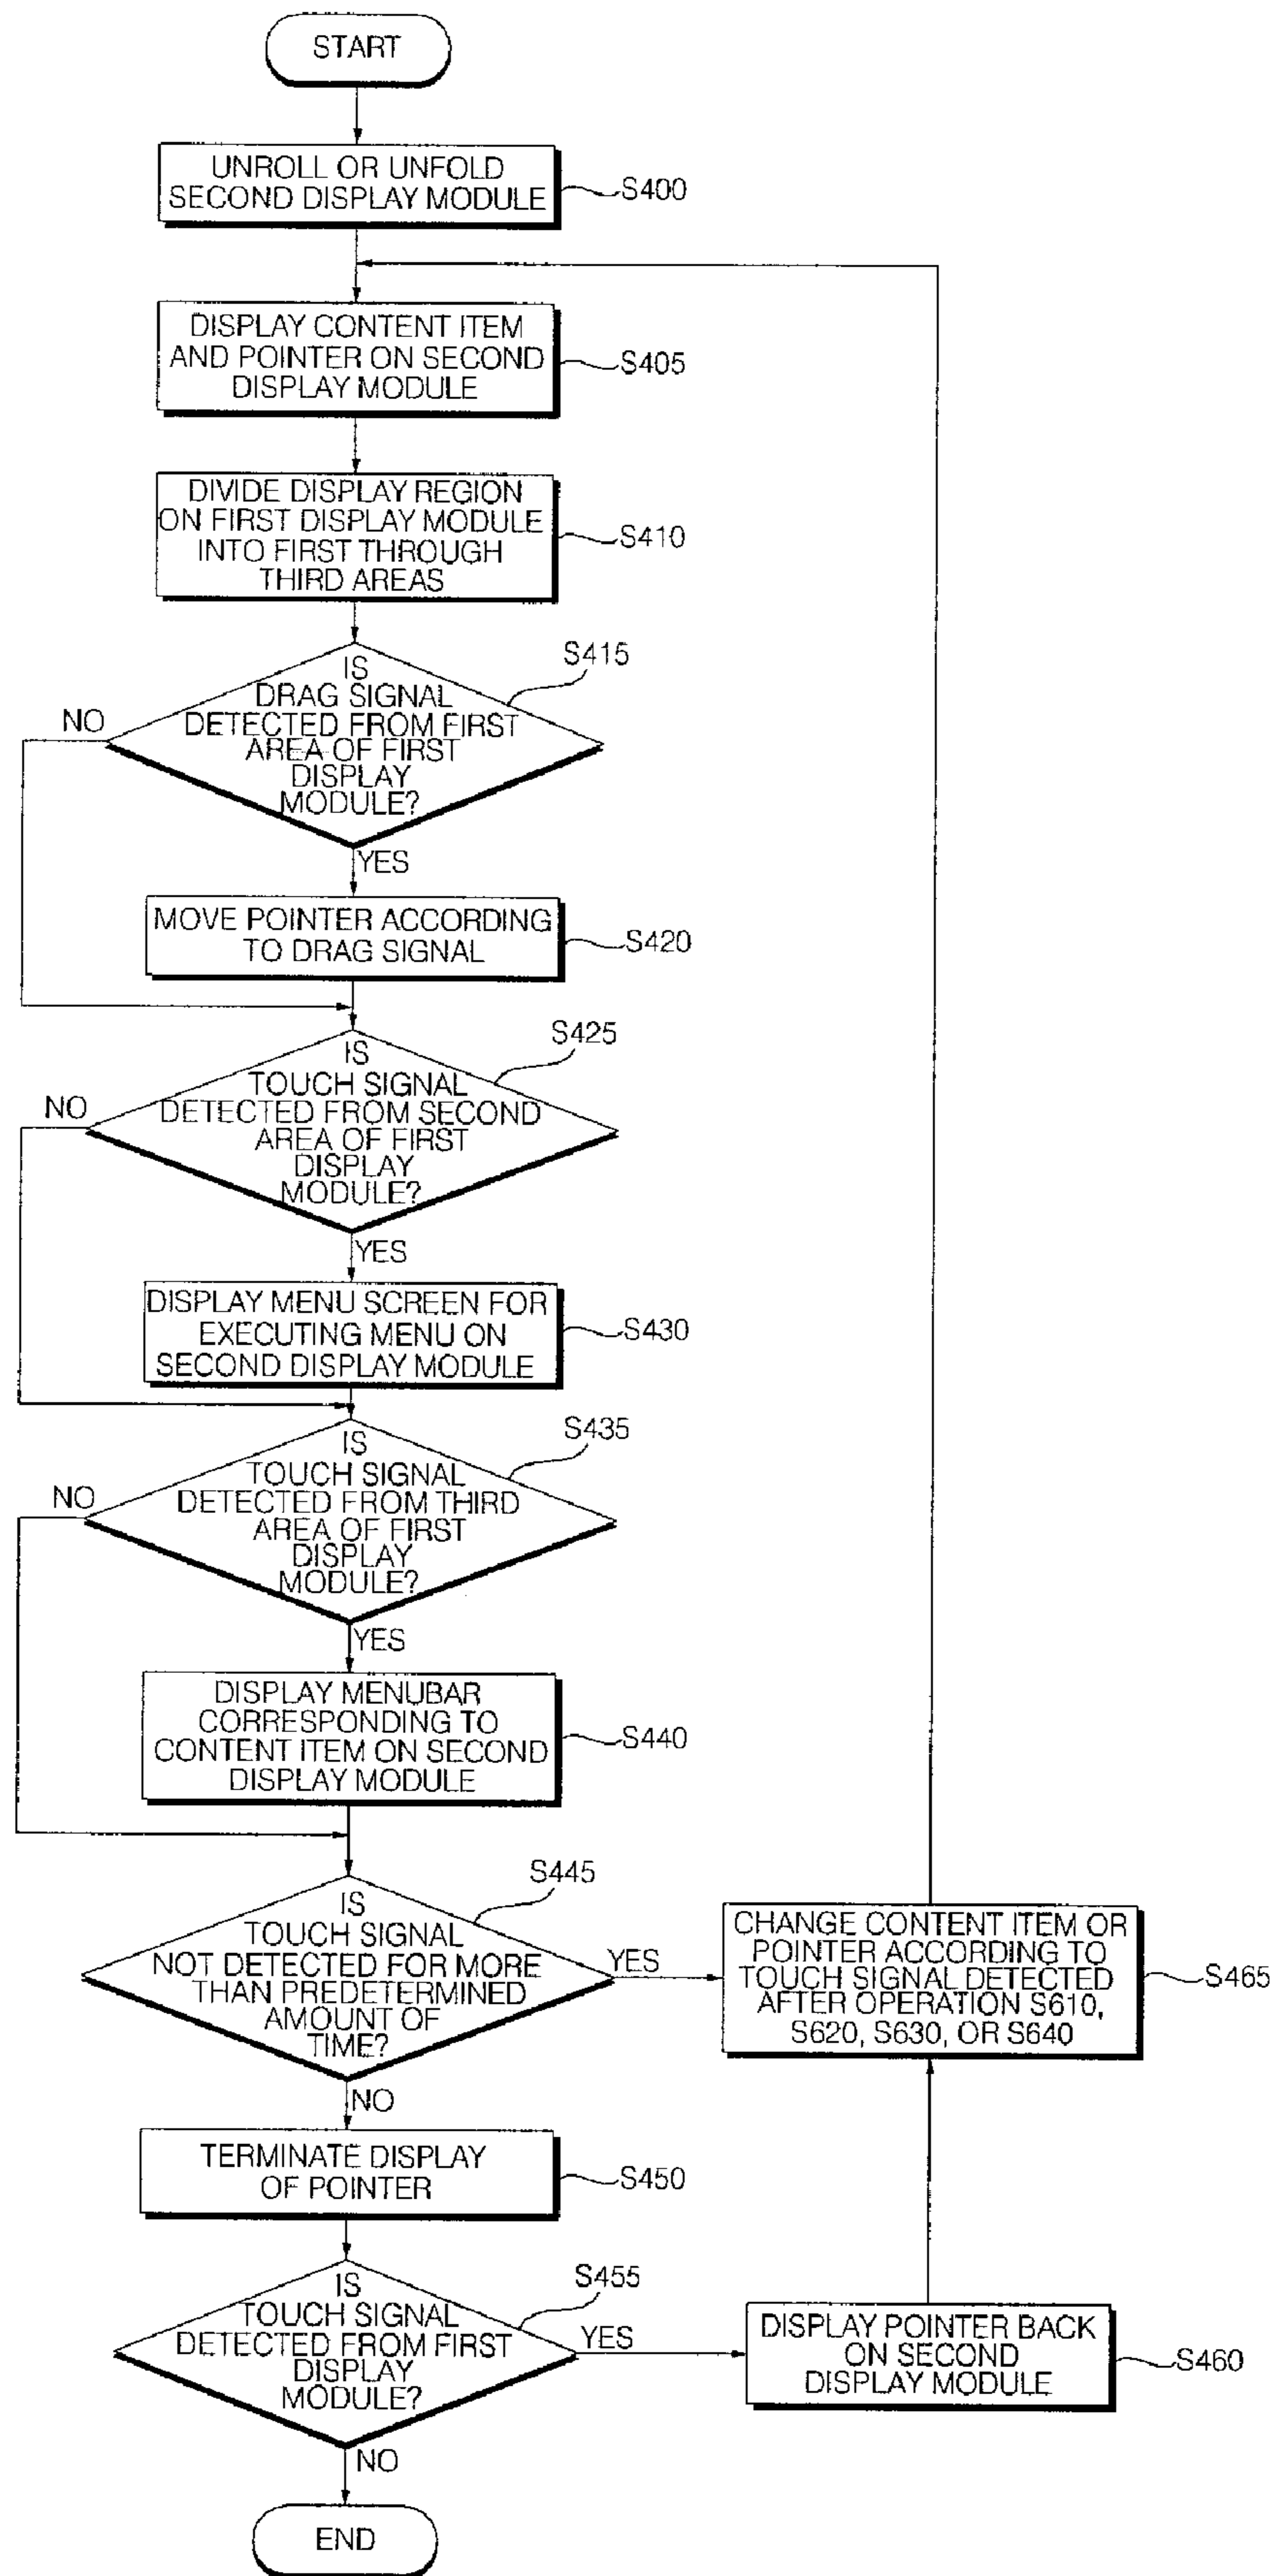 START
UNROLL OR UNFOLD
SECOND DISPLAY MODULE
S400
DISPLAY CONTENT ITEM
AND POINTER ON SECOND
DISPLAY MODULE
S405
DIVIDE DISPLAY REGION
ON FIRST DISPLAY MODULE
INTO FIRST THROUGH
THIRD AREAS
S410
S415
IS
DRAG SIGNAL
DETECTED FROM FIRST
AREA OF FIRST
DISPLAY
MODULE?
NO
YES
MOVE POINTER ACCORDING
TO DRAG SIGNAL
S420
S425
IS
TOUCH SIGNAL
DETECTED FROM SECOND
AREA OF FIRST
DISPLAY
MODULE?
NO
YES
DISPLAY MENU SCREEN FOR
EXECUTING MENU ON
SECOND DISPLAY MODULE
S430
S435
IS
TOUCH SIGNAL
DETECTED FROM THIRD
AREA OF FIRST
DISPLAY
MODULE?
NO
YES
DISPLAY MENUBAR
CORRESPONDING TO
CONTENT ITEM ON SECOND
DISPLAY MODULE
S440
S445
IS
TOUCH SIGNAL
NOT DETECTED FOR MORE
THAN PREDETERMINED
AMOUNT OF
TIME?
YES
NO
CHANGE CONTENT ITEM OR
POINTER ACCORDING TO
TOUCH SIGNAL DETECTED
AFTER OPERATION S610,
S620, S630, OR S640
S465
TERMINATE DISPLAY
OF POINTER
S450
S455
IS
TOUCH SIGNAL
DETECTED FROM FIRST
DISPLAY
MODULE?
YES
NO
DISPLAY POINTER BACK
ON SECOND
DISPLAY MODULE
S460
END